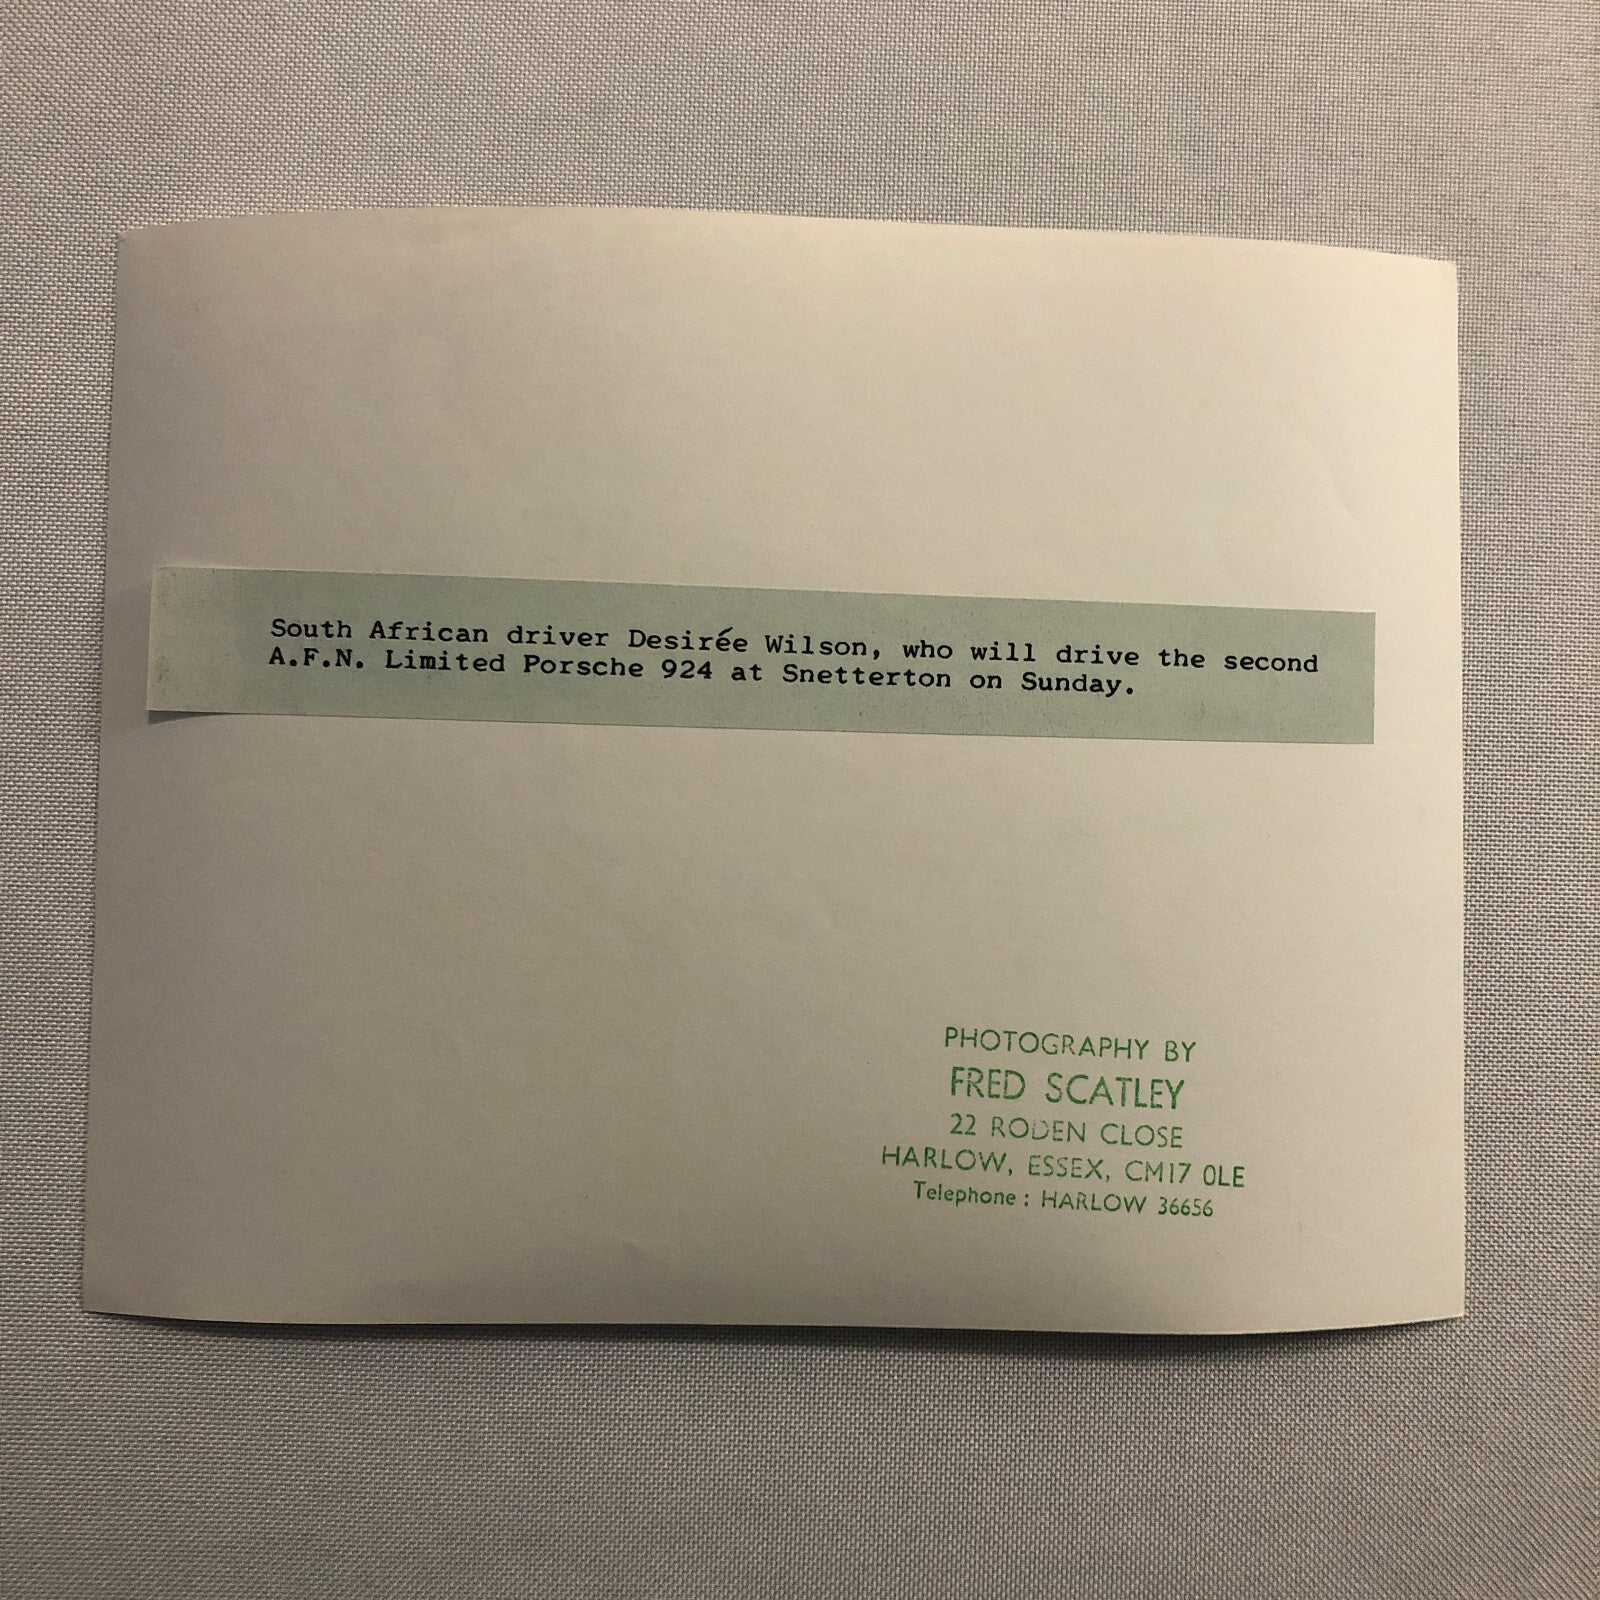 South African driver Desirée Wilson, who will drive the second
A.F.N. Limited Porsche 924 at Snetterton on Sunday.
PHOTOGRAPHY BY
FRED SCATLEY
22 RODEN CLOSE
HARLOW, ESSEX, CM17 0LE
Telephone : HARLOW 36656